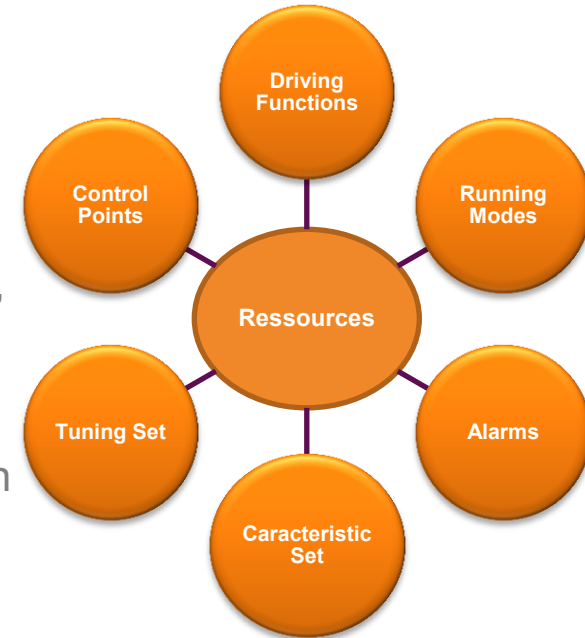 Driving
Functions
Control
Points
Running
Modes
,
Ressources
Tuning Set
Alarms
n
Caracteristic
Set